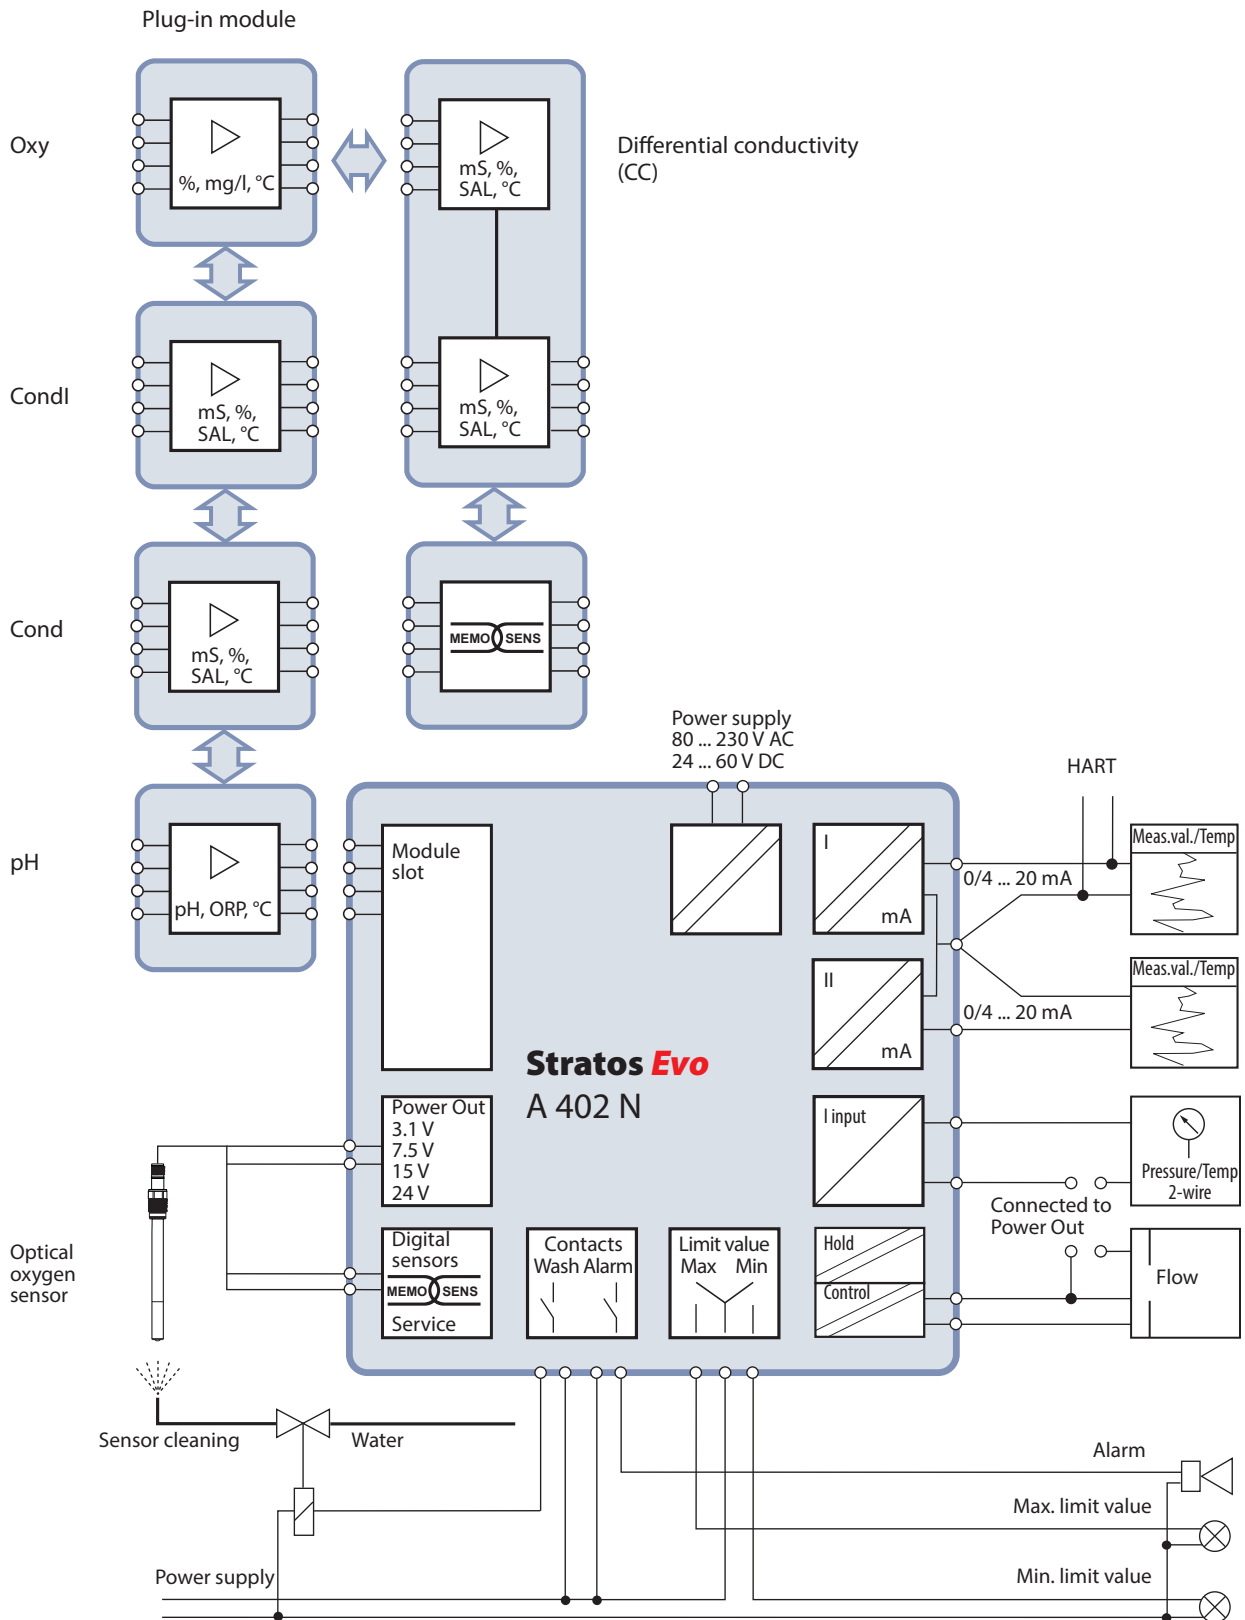 Plug-in module
Oxy
%, mg/l, °C
mS, %,
SAL, °C
Differential conductivity
(CC)
CondI
mS, %,
SAL, °C
mS, %,
SAL, °C
Cond
mS, %,
SAL, °C
MEMO SENS
pH
pH, ORP, °C
Power supply
80 ... 230 V AC
24 ... 60 V DC
HART
Module
slot
I
mA
0/4 ... 20 mA
Meas.val./Temp
II
mA
0/4 ... 20 mA
Meas.val./Temp
Stratos Evo
A 402 N
Power Out
3.1 V
7.5 V
15 V
24 V
I input
Pressure/Temp
2-wire
Connected to
Power Out
Optical
oxygen
sensor
Digital
sensors
MEMO SENS
Service
Contacts
Wash Alarm
Limit value
Max Min
Hold
Control
Flow
Sensor cleaning
Water
Alarm
Max. limit value
Power supply
Min. limit value